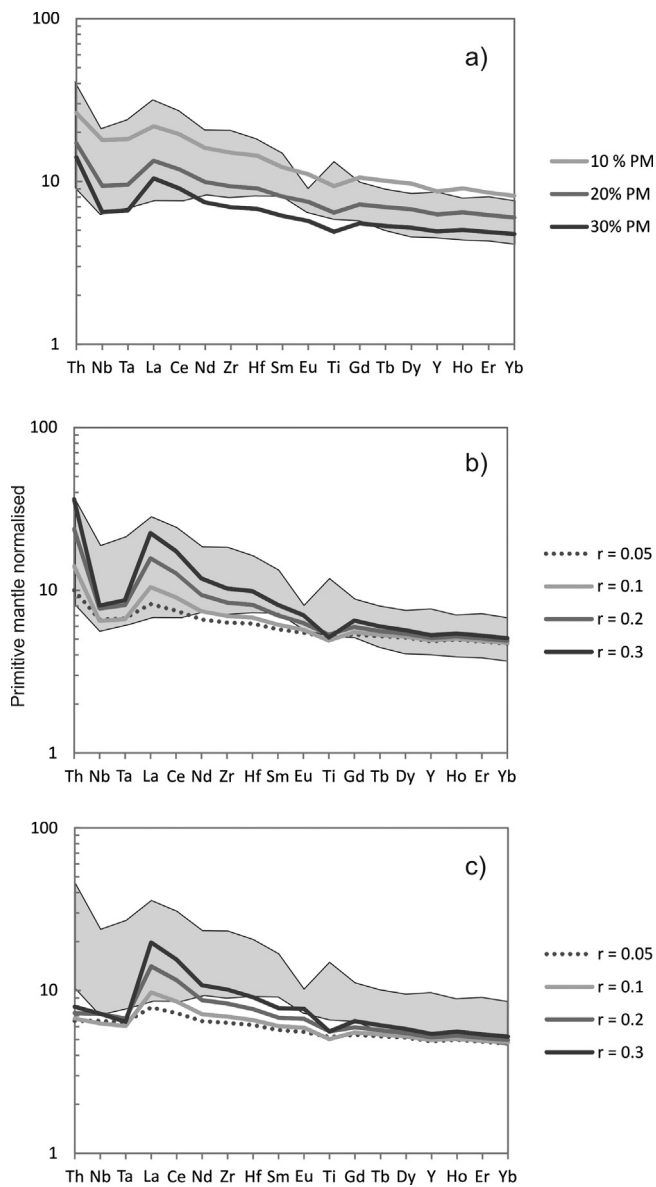 100
a)
10 % PM
20% PM
30% PM
10
1
Th Nb Ta La Ce Nd Zr Hf Sm Eu Ti Gd Tb Dy Y Ho Er Yb
Primitive mantle normalised
100
b)
r = 0.05
r = 0.1
r = 0.2
r = 0.3
10
1
Th Nb Ta La Ce Nd Zr Hf Sm Eu Ti Gd Tb Dy Y Ho Er Yb
100
c)
r = 0.05
r = 0.1
r = 0.2
r = 0.3
10
1
Th Nb Ta La Ce Nd Zr Hf Sm Eu Ti Gd Tb Dy Y Ho Er Yb